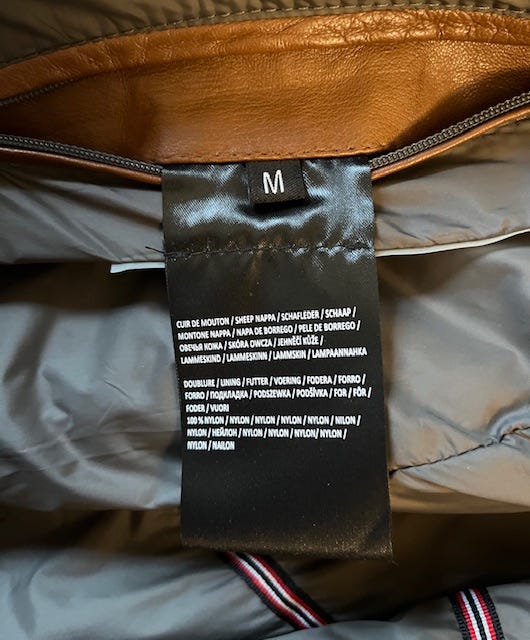 M
CUIR DE MOUTON / SHEEP NAPPA / SCHAFLEDER / SCHAAP /
MONTONE NAPPA / NAPA DE BORREGO / PELE DE BORREGO /
ОВЕЧЬЯ КОЖА / SKÓRA OWCZA / JEHNĚČÍ KŮŽE /
LAMMESKIND / LAMMESKINN / LAMMSKIN / LAMPAANNAHKA
DOUBLURE / LINING / FUTTER / VOERING / FODERA / FORRO /
FORRO / ПОДКЛАДКА / PODSZEWKA / PODŠÍVKA / FOR / FÔR /
FODER / VUORI
100 % NYLON / NYLON / NYLON / NYLON / NYLON / NILON /
NYLON / НЕЙЛОН / NYLON / NYLON / NYLON/ NYLON /
NYLON / NAILON